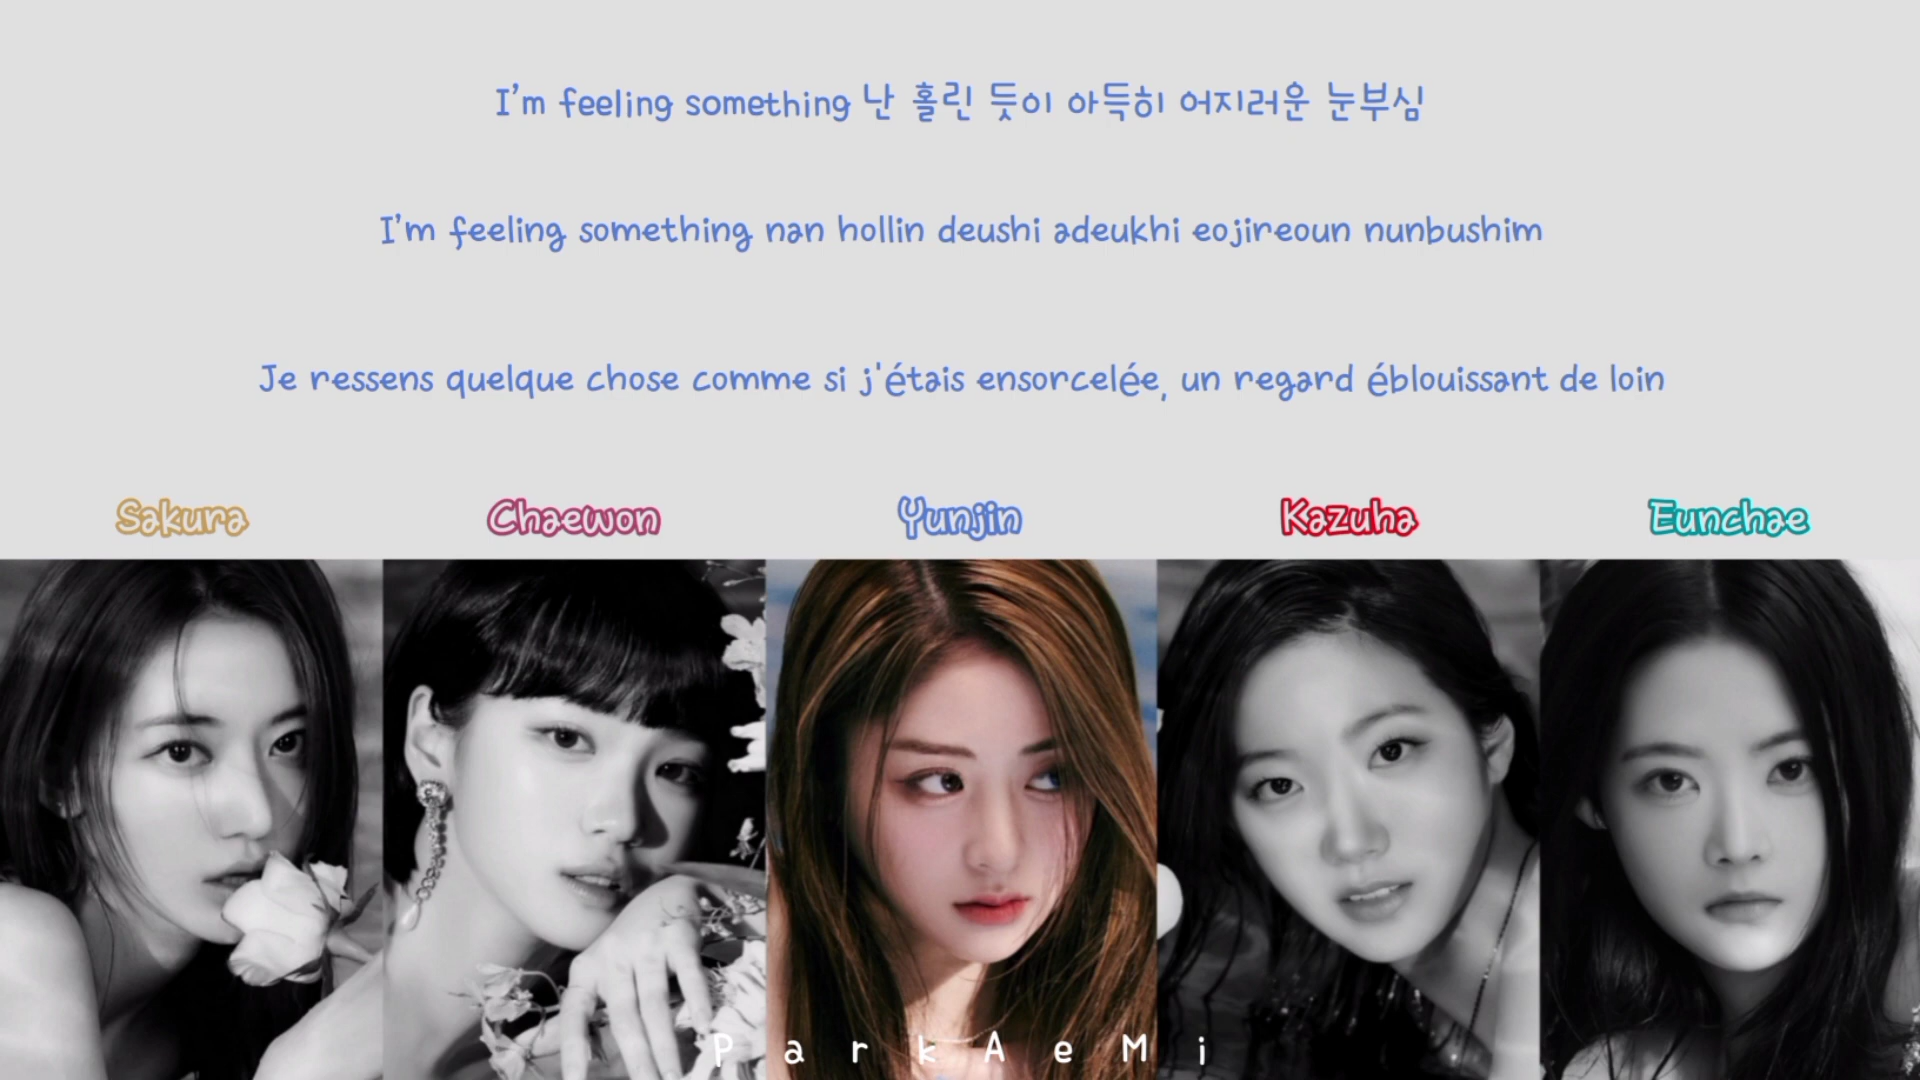 I'm feeling something 난 홀린 듯이 아득히 어지러운 눈부심
I'm feeling something nan hollin deushi adeukhi eojireoun nunbushim
Je ressens quelque chose comme si j'étais ensorcelée, un regard éblouissant de loin
Sakura Chaewon Yunjin Kazuha Eunchae
ParkAeMi